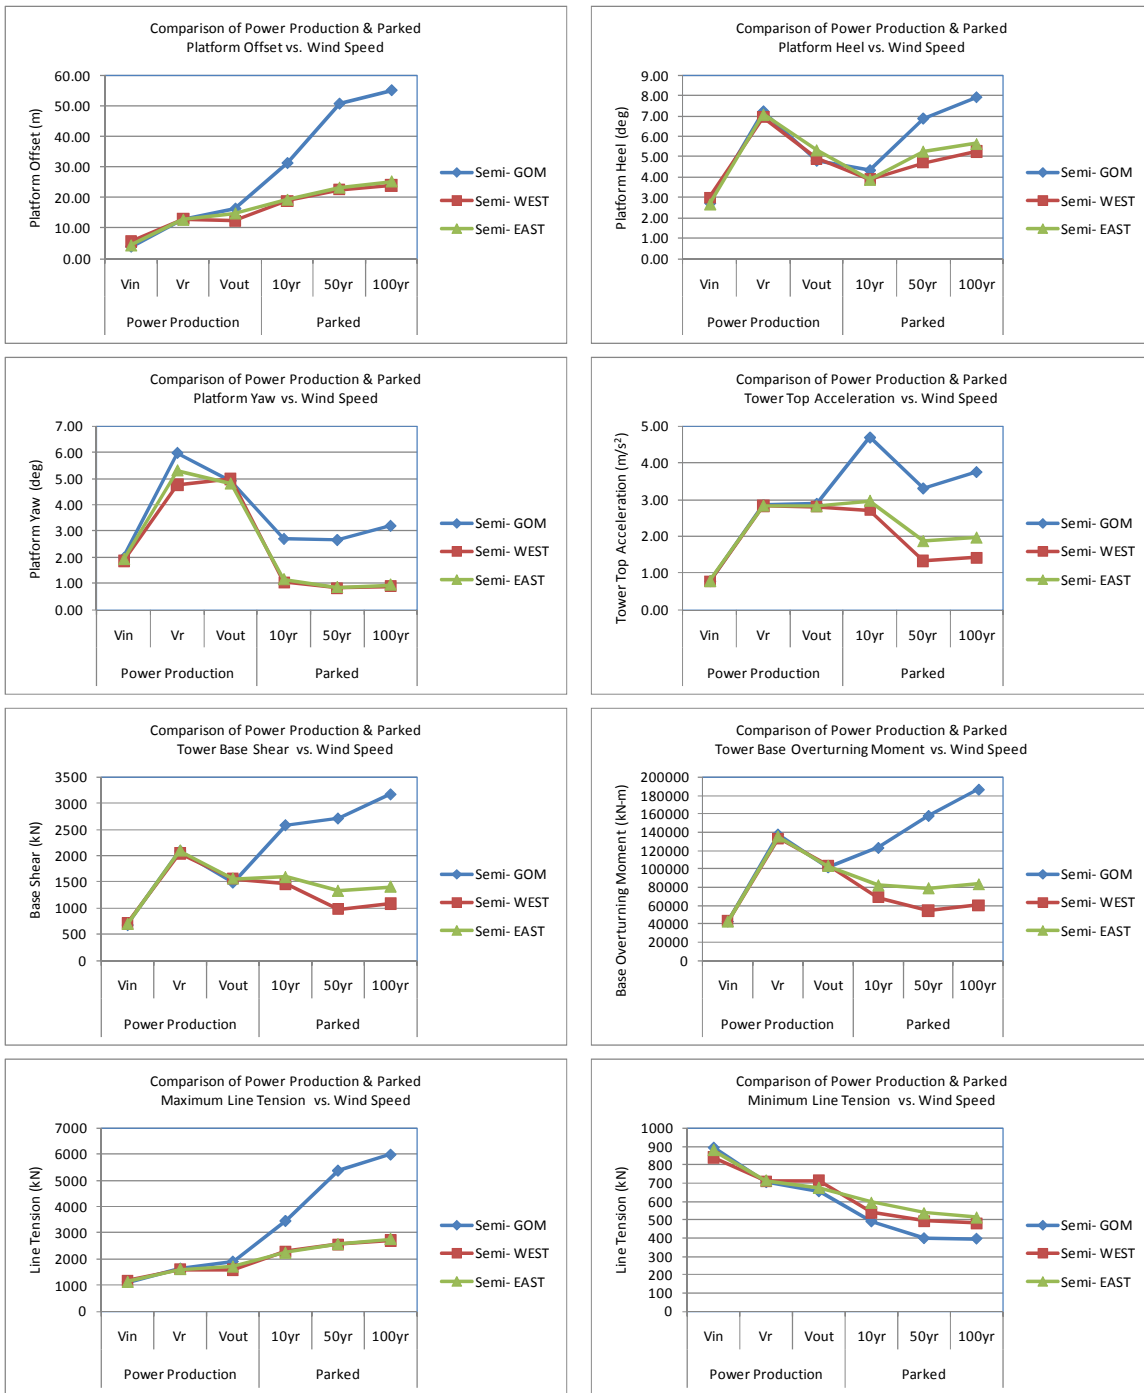 Comparison of Power Production & Parked
Platform Offset vs. Wind Speed
Platform Offset (m)
60.00
50.00
40.00
30.00
20.00
10.00
0.00
Vin Vr Vout 10yr 50yr 100yr
Power Production Parked
Semi- GOM
Semi- WEST
Semi- EAST
Comparison of Power Production & Parked
Platform Heel vs. Wind Speed
Platform Heel (deg)
9.00
8.00
7.00
6.00
5.00
4.00
3.00
2.00
1.00
0.00
Vin Vr Vout 10yr 50yr 100yr
Power Production Parked
Semi- GOM
Semi- WEST
Semi- EAST
Comparison of Power Production & Parked
Platform Yaw vs. Wind Speed
Platform Yaw (deg)
7.00
6.00
5.00
4.00
3.00
2.00
1.00
0.00
Vin Vr Vout 10yr 50yr 100yr
Power Production Parked
Semi- GOM
Semi- WEST
Semi- EAST
Comparison of Power Production & Parked
Tower Top Acceleration vs. Wind Speed
Tower Top Acceleration (m/s²)
5.00
4.00
3.00
2.00
1.00
0.00
Vin Vr Vout 10yr 50yr 100yr
Power Production Parked
Semi- GOM
Semi- WEST
Semi- EAST
Comparison of Power Production & Parked
Tower Base Shear vs. Wind Speed
Base Shear (kN)
3500
3000
2500
2000
1500
1000
500
0
Vin Vr Vout 10yr 50yr 100yr
Power Production Parked
Semi- GOM
Semi- WEST
Semi- EAST
Comparison of Power Production & Parked
Tower Base Overturning Moment vs. Wind Speed
Base Overturning Moment (kN-m)
200000
180000
160000
140000
120000
100000
80000
60000
40000
20000
0
Vin Vr Vout 10yr 50yr 100yr
Power Production Parked
Semi- GOM
Semi- WEST
Semi- EAST
Comparison of Power Production & Parked
Maximum Line Tension vs. Wind Speed
Line Tension (kN)
7000
6000
5000
4000
3000
2000
1000
0
Vin Vr Vout 10yr 50yr 100yr
Power Production Parked
Semi- GOM
Semi- WEST
Semi- EAST
Comparison of Power Production & Parked
Minimum Line Tension vs. Wind Speed
Line Tension (kN)
1000
900
800
700
600
500
400
300
200
100
0
Vin Vr Vout 10yr 50yr 100yr
Power Production Parked
Semi- GOM
Semi- WEST
Semi- EAST